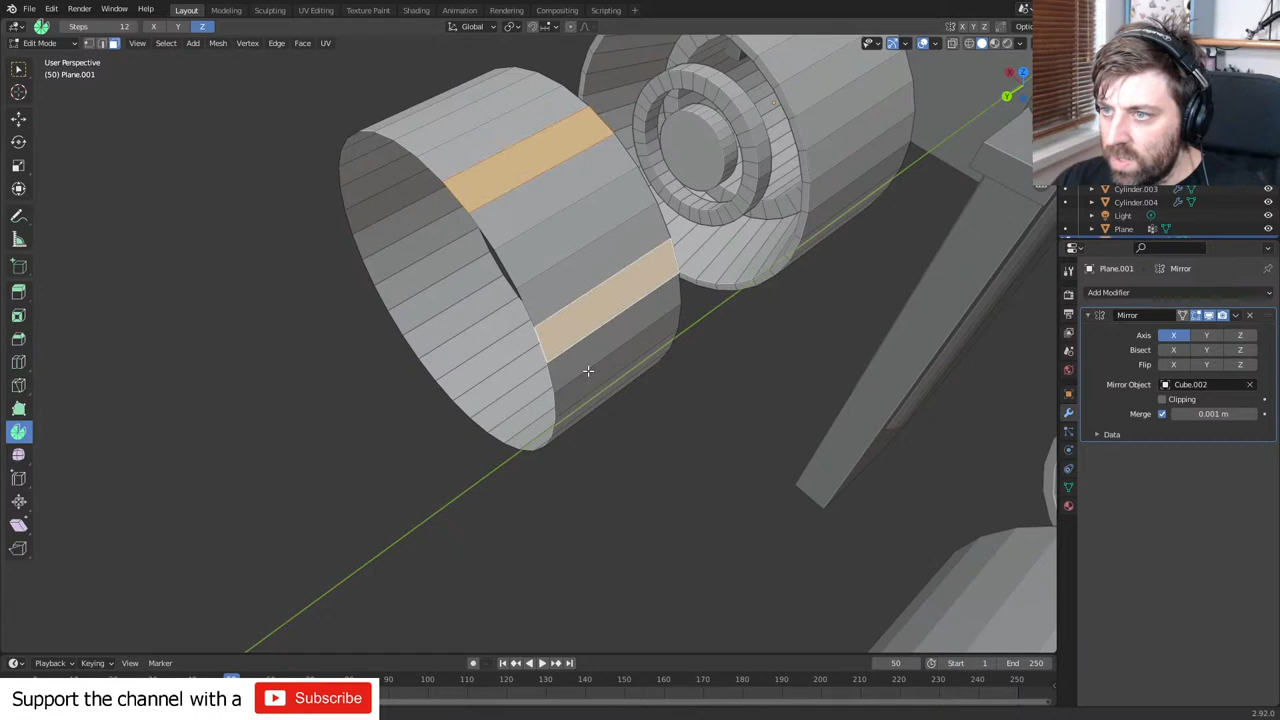 File Edit Render Window Help Layout Modeling Sculpting UV Editing Texture Paint Shading Animation Rendering Compositing Scripting +
Steps 12 X Y Z Global X Y Z
Edit Mode View Select Add Mesh Vertex Edge Face UV
User Perspective
(50) Plane.001
X
Y
Z
Cylinder.003
Cylinder.004
Light
Plane
Plane.001 Mirror
Add Modifier
Mirror
Axis X Y Z
Bisect X Y Z
Flip X Y Z
Mirror Object Cube.002
Clipping
Merge 0.001 m
Data
Playback Keying View Marker 50 Start 1 End 250
100 110 120 130 140 150 160 170 180 190 200 210 220 230 240 250
Support the channel with a Subscribe
2.92.0